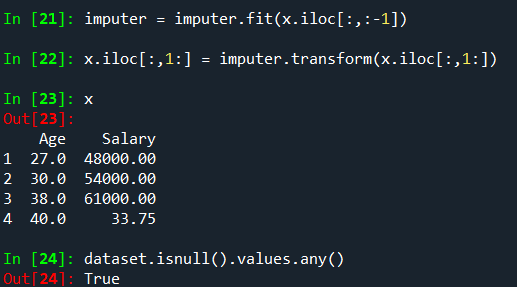 In [21]: imputer = imputer.fit(x.iloc[:,:-1])
In [22]: x.iloc[:,1:] = imputer.transform(x.iloc[:,1:])
In [23]: x
Out[23]:
Age Salary
1 27.0 48000.00
2 30.0 54000.00
3 38.0 61000.00
4 40.0 33.75
In [24]: dataset.isnull().values.any()
Out[24]: True